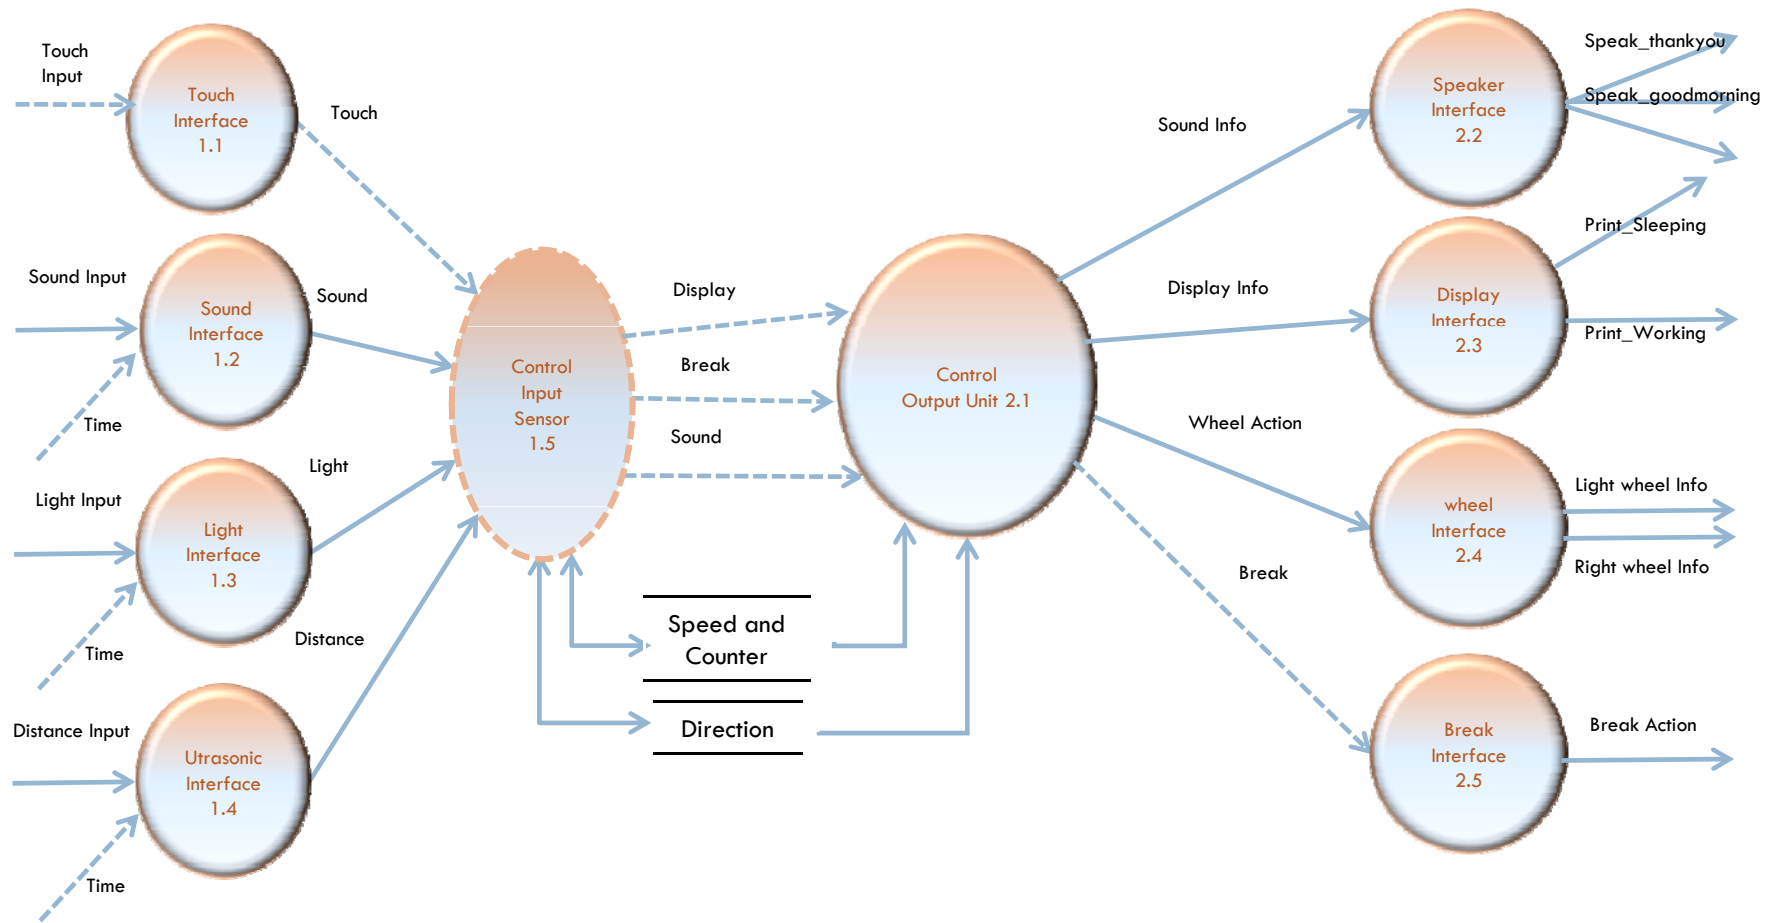 Touch
Input
Touch
Interface
1.1
Touch
Sound Input
Sound
Interface
1.2
Sound
Time
Light Input
Light
Interface
1.3
Light
Time
Distance Input
Utrasonic
Interface
1.4
Distance
Time
Control
Input
Sensor
1.5
Display
Break
Sound
Speed and
Counter
Direction
Control
Output Unit 2.1
Sound Info
Display Info
Wheel Action
Break
Speaker
Interface
2.2
Speak_thankyou
Speak_goodmorning
Display
Interface
2.3
Print_Sleeping
Print_Working
wheel
Interface
2.4
Light wheel Info
Right wheel Info
Break
Interface
2.5
Break Action